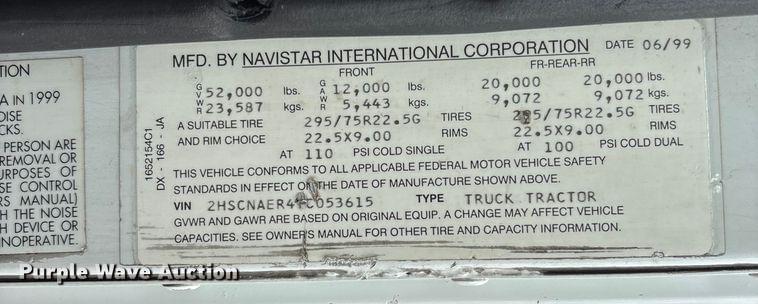 TION
A IN 1999
OISE
CKS.
PERSON ARE
REMOVAL OR
URPOSES OF
SE CONTROL
ERS MANUAL)
H THE NOISE
H DEVICE OR
INOPERATIVE.
1652154C1
DX - 166 - JA
MFD. BY NAVISTAR INTERNATIONAL CORPORATION DATE 06/99
FRONT FR-REAR-RR
GVWR 52,000 lbs. GAWR 12,000 lbs. 20,000 20,000 lbs.
23,587 kgs. 5,443 kgs. 9,072 9,072 kgs.
A SUITABLE TIRE 295/75R22.5G TIRES 295/75R22.5G TIRES
AND RIM CHOICE 22.5X9.00 RIMS 22.5X9.00 RIMS
AT 110 PSI COLD SINGLE AT 100 PSI COLD DUAL
THIS VEHICLE CONFORMS TO ALL APPLICABLE FEDERAL MOTOR VEHICLE SAFETY
STANDARDS IN EFFECT ON THE DATE OF MANUFACTURE SHOWN ABOVE.
VIN TYPE TRUCK TRACTOR
GVWR AND GAWR ARE BASED ON ORIGINAL EQUIP. A CHANGE MAY AFFECT VEHICLE
CAPACITIES. SEE OWNER'S MANUAL FOR OTHER TIRE AND CAPACITY INFORMATION.
Purple Wave Auction